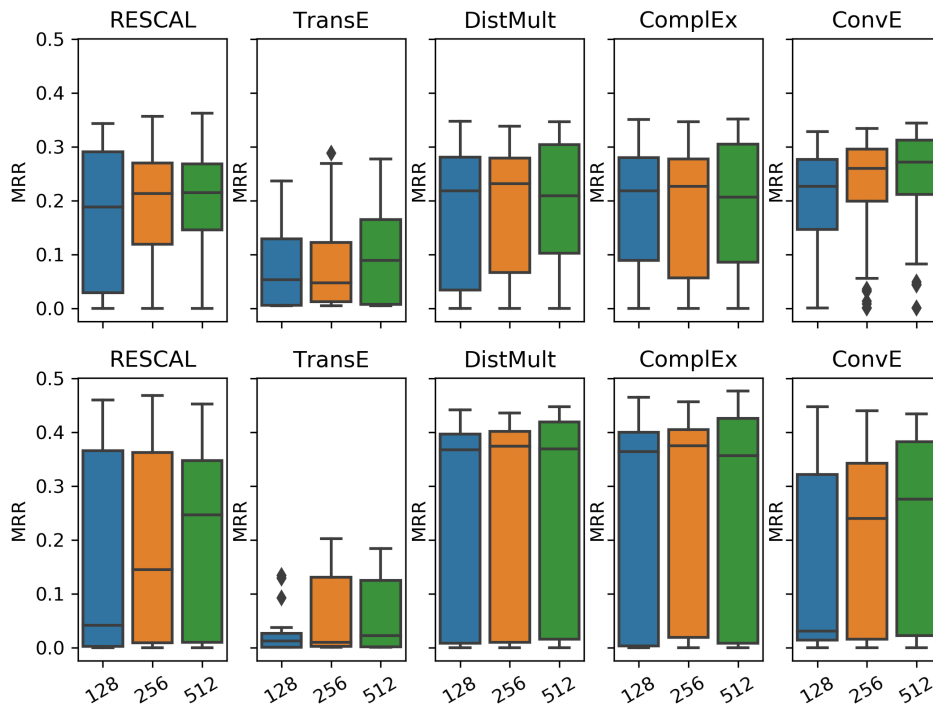 RESCAL TransE DistMult ComplEx ConvE
0.5
0.4
0.3
0.2
0.1
0.0
MRR MRR MRR MRR MRR
RESCAL TransE DistMult ComplEx ConvE
0.5
0.4
0.3
0.2
0.1
0.0
MRR MRR MRR MRR MRR
128 256 512 128 256 512 128 256 512 128 256 512 128 256 512